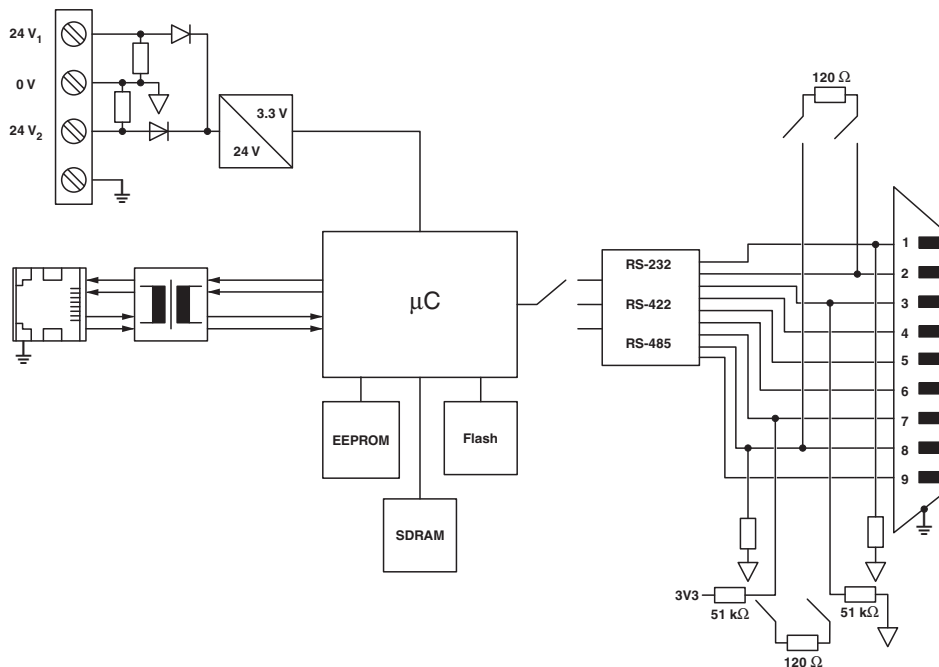 24 V1
0 V
24 V2
3.3 V
24 V
µC
EEPROM
Flash
SDRAM
RS-232
RS-422
RS-485
120 Ω
1
2
3
4
5
6
7
8
9
3V3
51 kΩ
51 kΩ
120 Ω